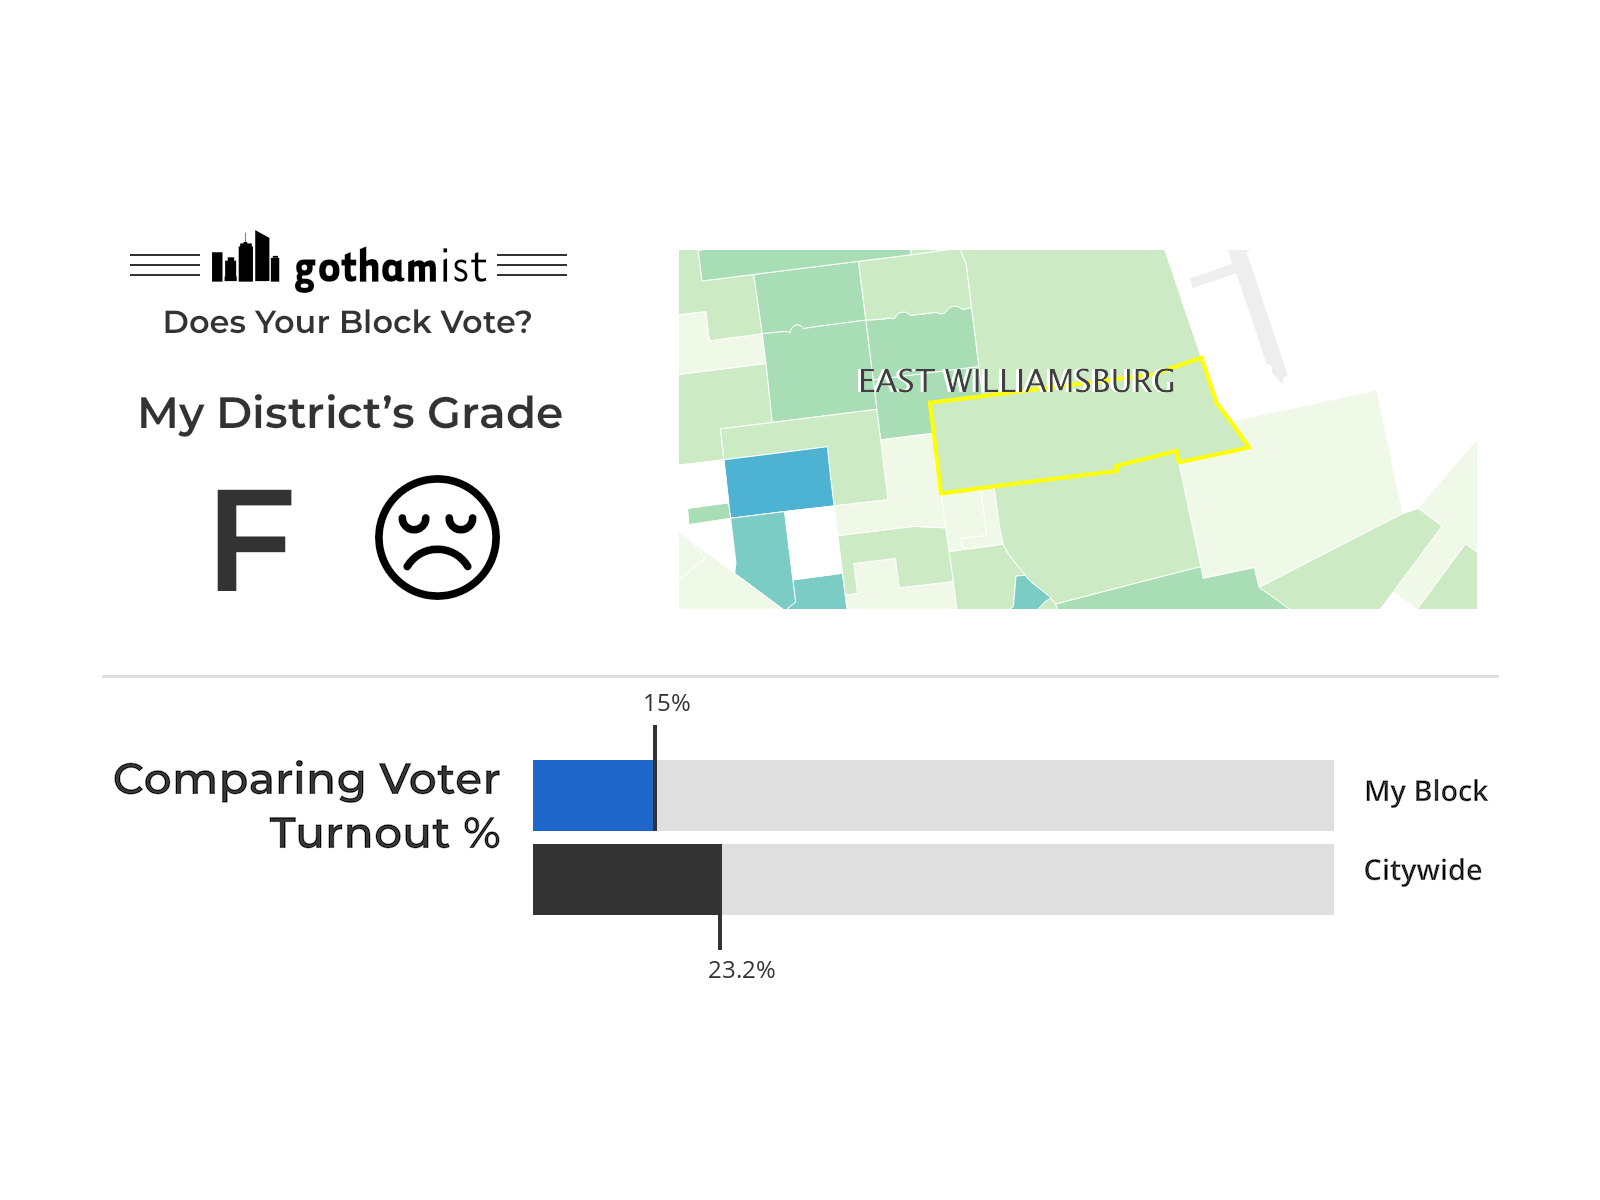 gothamist
Does Your Block Vote?
My District’s Grade
F
EAST WILLIAMSBURG
15%
Comparing Voter
Turnout %
My Block
Citywide
23.2%